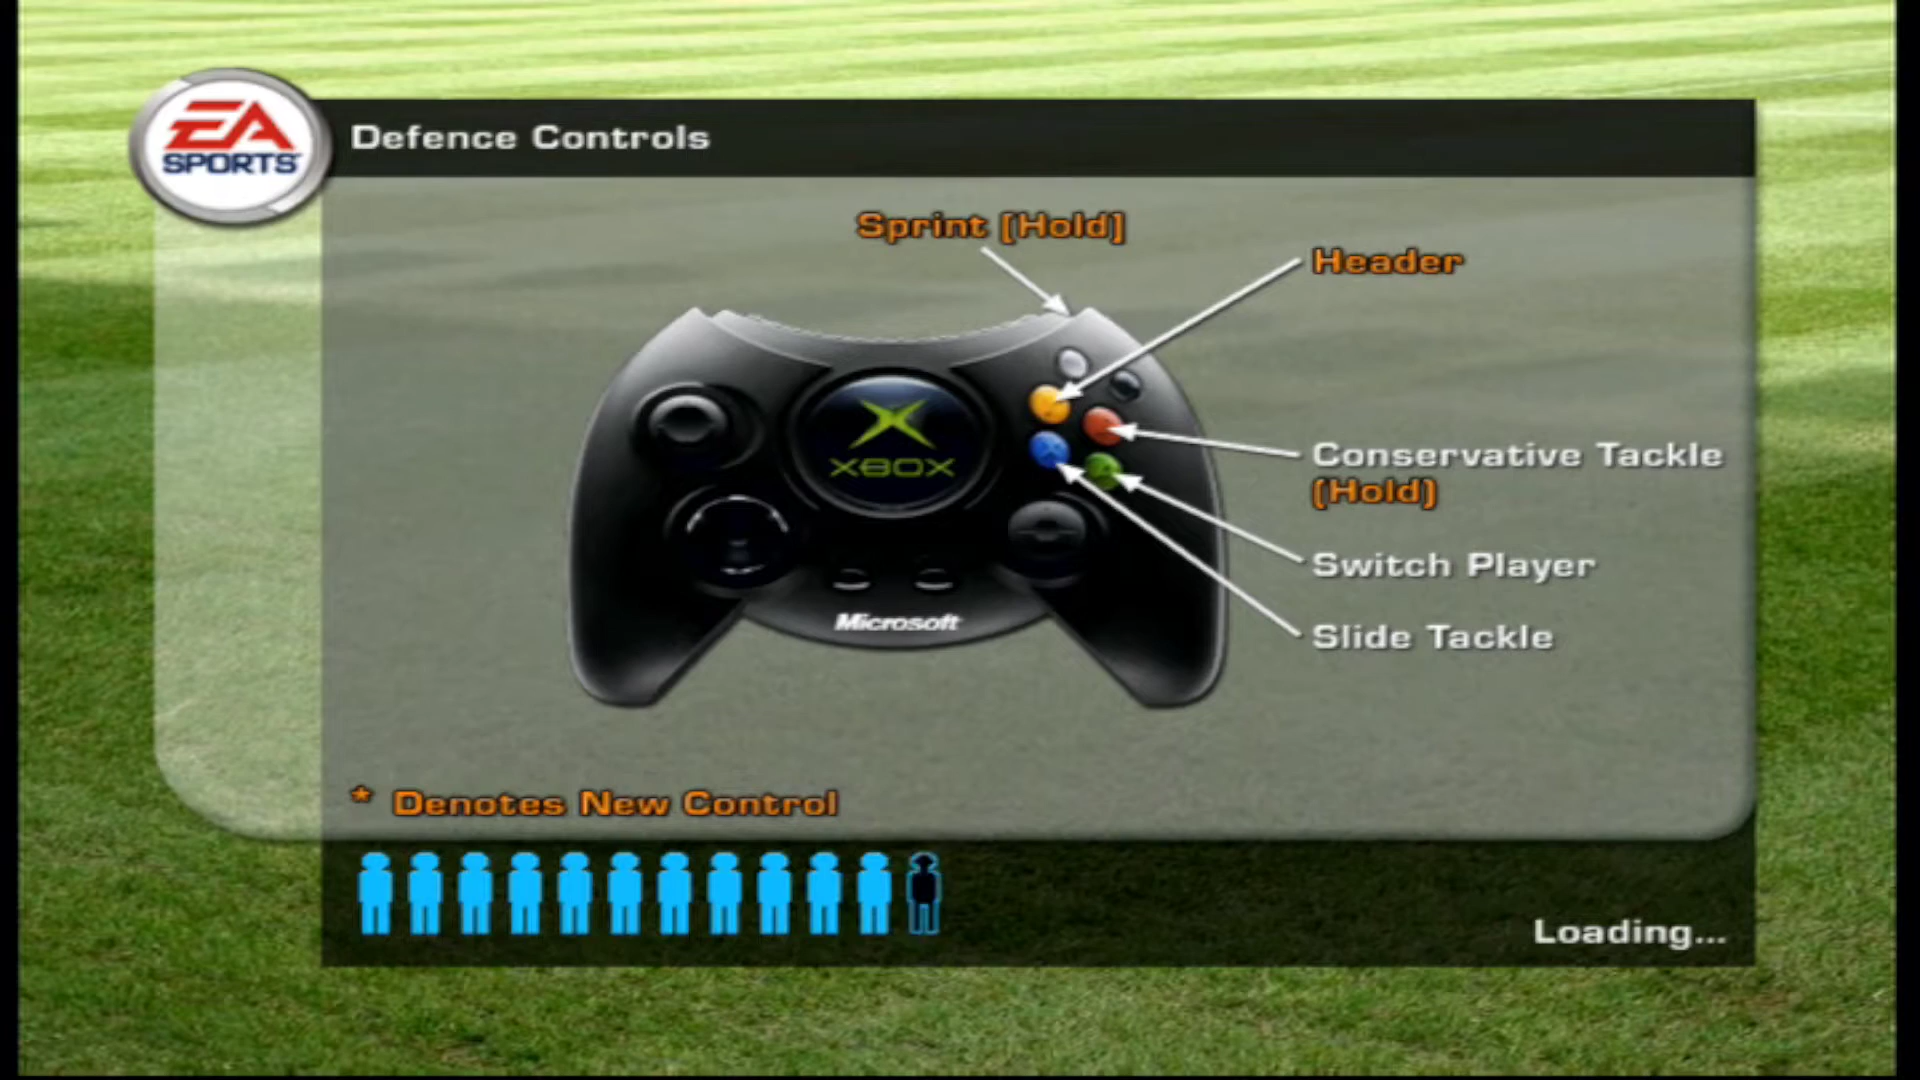 EA
SPORTS
Defence Controls
Sprint [Hold]
Header
XBOX
Conservative Tackle
[Hold]
Switch Player
Microsoft
Slide Tackle
* Denotes New Control
Loading...